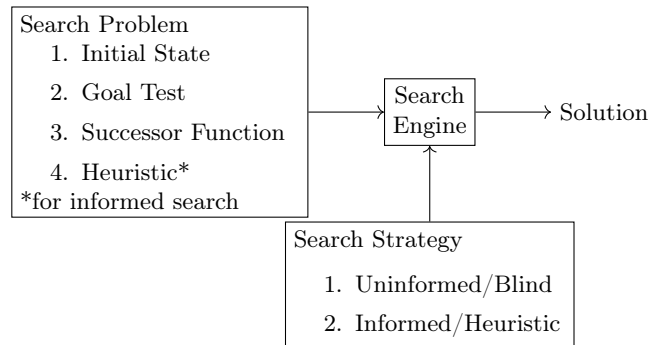 Search Problem
1. Initial State
2. Goal Test
3. Successor Function
4. Heuristic*
*for informed search
Search
Engine
Solution
Search Strategy
1. Uninformed/Blind
2. Informed/Heuristic